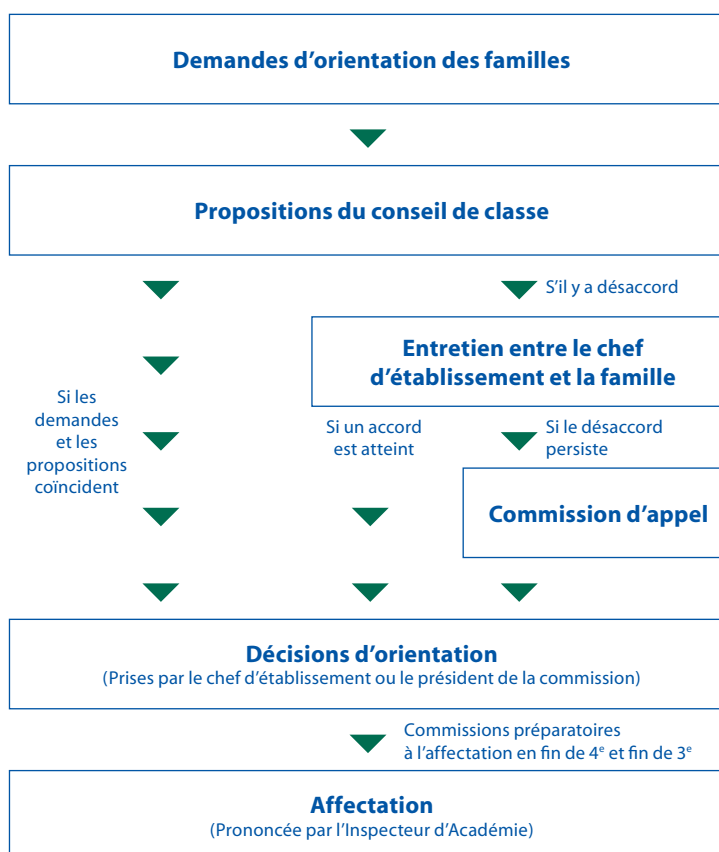 Demandes d’orientation des familles
Propositions du conseil de classe
S’il y a désaccord
Entretien entre le chef
d’établissement et la famille
Si les
demandes
et les
propositions
coïncident
Si un accord
est atteint
Si le désaccord
persiste
Commission d’appel
Décisions d’orientation
(Prises par le chef d’établissement ou le président de la commission)
Commissions préparatoires
à l’affectation en fin de 4e et fin de 3e
Affectation
(Prononcée par l’Inspecteur d’Académie)